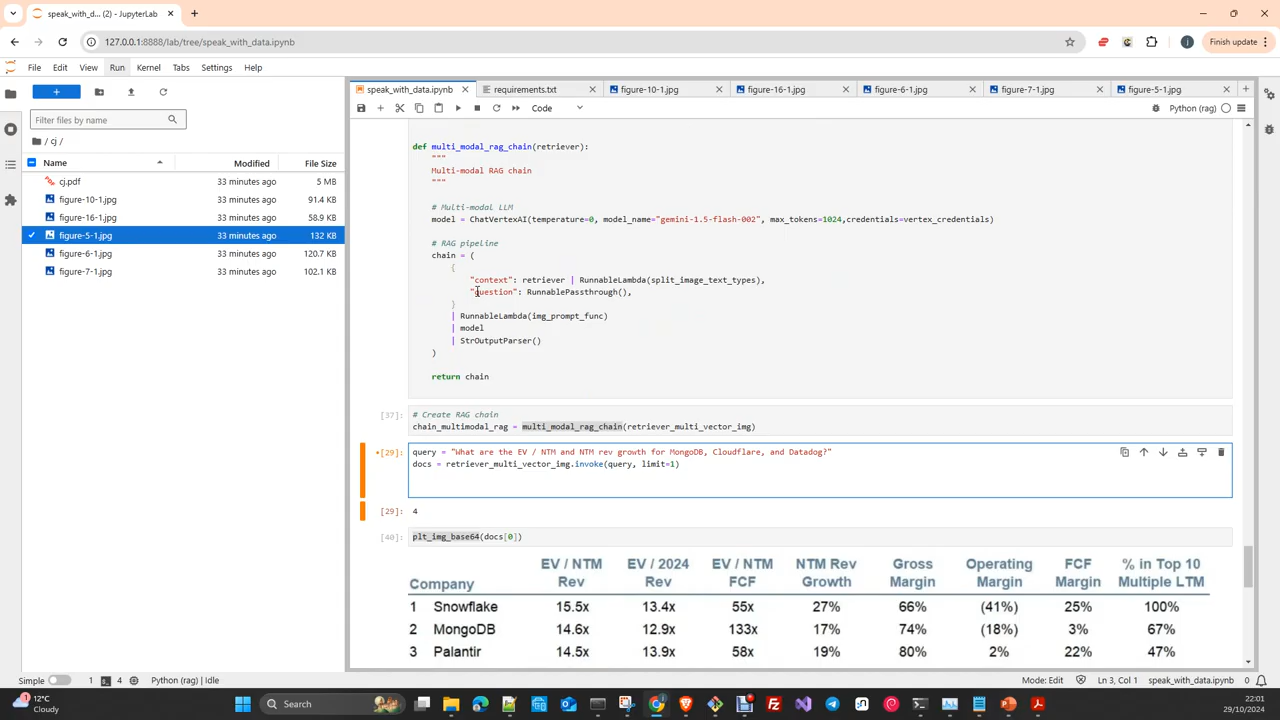 speak_with_d... (2) - JupyterLab
127.0.0.1:8888/lab/tree/speak_with_data.ipynb
Finish update
File Edit View Run Kernel Tabs Settings Help
speak_with_data.ipynb
requirements.txt
figure-10-1.jpg
figure-16-1.jpg
figure-6-1.jpg
figure-7-1.jpg
figure-5-1.jpg
Code
Python (rag)
Filter files by name
/ cj /
Name Modified File Size
cj.pdf 33 minutes ago 5 MB
figure-10-1.jpg 33 minutes ago 91.4 KB
figure-16-1.jpg 33 minutes ago 58.9 KB
figure-5-1.jpg 33 minutes ago 132 KB
figure-6-1.jpg 33 minutes ago 120.7 KB
figure-7-1.jpg 33 minutes ago 102.1 KB
def multi_modal_rag_chain(retriever):
"""
Multi-modal RAG chain
"""
# Multi-modal LLM
model = ChatVertexAI(temperature=0, model_name="gemini-1.5-flash-002", max_tokens=1024,credentials=vertex_credentials)
# RAG pipeline
chain = (
{
"context": retriever | RunnableLambda(split_image_text_types),
"question": RunnablePassthrough(),
}
| RunnableLambda(img_prompt_func)
| model
| StrOutputParser()
)
return chain
[37]: # Create RAG chain
chain_multimodal_rag = multi_modal_rag_chain(retriever_multi_vector_img)
[29]: query = "What are the EV / NTM and NTM rev growth for MongoDB, Cloudflare, and Datadog?"
docs = retriever_multi_vector_img.invoke(query, limit=1)
[29]: 4
[40]: plt_img_base64(docs[0])
Company EV / NTM Rev EV / 2024 Rev EV / NTM FCF NTM Rev Growth Gross Margin Operating Margin FCF Margin % in Top 10 Multiple LTM
1 Snowflake 15.5x 13.4x 55x 27% 66% (41%) 25% 100%
2 MongoDB 14.6x 12.9x 133x 17% 74% (18%) 3% 67%
3 Palantir 14.5x 13.9x 58x 19% 80% 2% 22% 47%
Simple 1 4 Python (rag) | Idle Mode: Edit Ln 3, Col 1 speak_with_data.ipynb 0
12°C
Cloudy
Search
22:01
29/10/2024